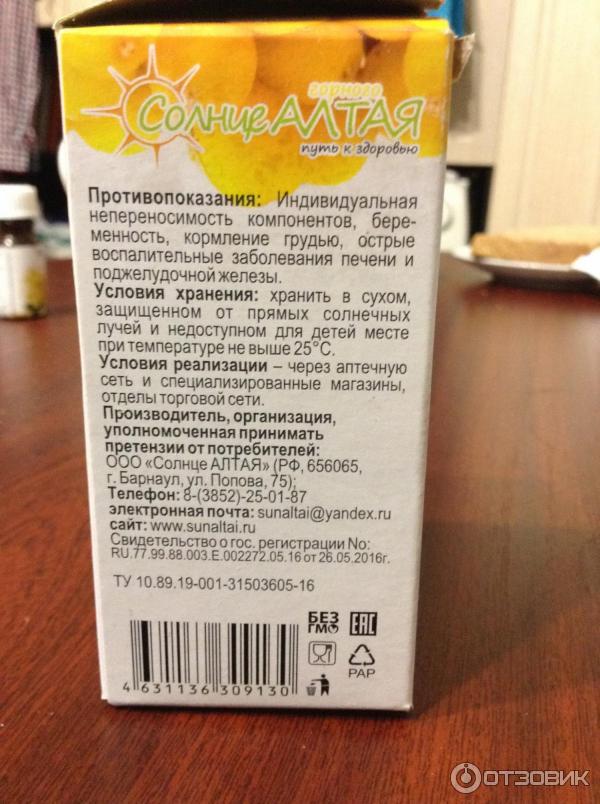 горного
Солнце АЛТАЯ
путь к здоровью
Противопоказания: Индивидуальная
непереносимость компонентов, бере-
менность, кормление грудью, острые
воспалительные заболевания печени и
поджелудочной железы.
Условия хранения: хранить в сухом,
защищенном от прямых солнечных
лучей и недоступном для детей месте
при температуре не выше 25°С.
Условия реализации – через аптечную
сеть и специализированные магазины,
отделы торговой сети.
Производитель, организация,
уполномоченная принимать
претензии от потребителей:
ООО «Солнце АЛТАЯ» (РФ, 656065,
г. Барнаул, ул. Попова, 75);
Телефон: 8-(3852)-25-01-87
электронная почта: sunaltai@yandex.ru
сайт: www.sunaltai.ru
Свидетельство о гос. регистрации No:
RU.77.99.88.003.E.002272.05.16 от 26.05.2016г.
ТУ 10.89.19-001-31503605-16
БЕЗ
ГМО
EAC
PAP
4 631136 309130
ОТЗОВИК